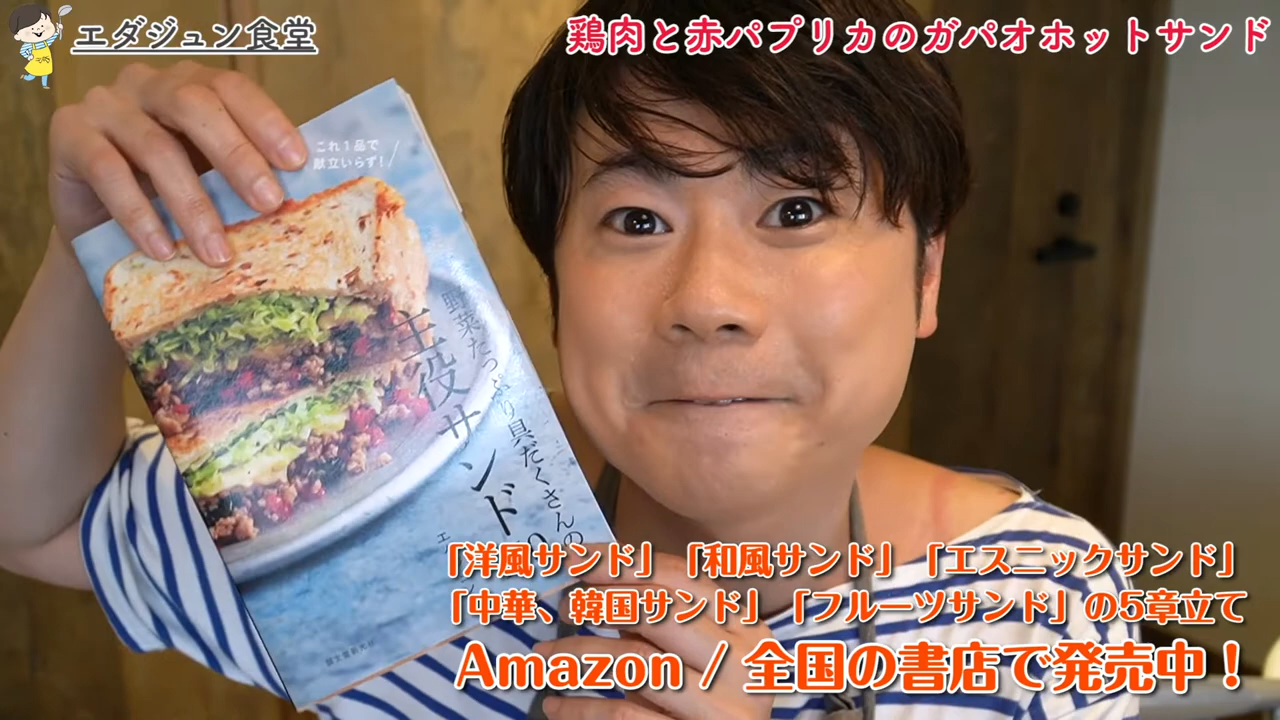 エダジュン食堂
鶏肉と赤パプリカのガパオホットサンド
これ1品で
献立いらず!
野菜たっぷり具だくさんの
主役サンド
エ
「洋風サンド」「和風サンド」「エスニックサンド」
「中華、韓国サンド」「フルーツサンド」の5章立て
Amazon / 全国の書店で発売中!